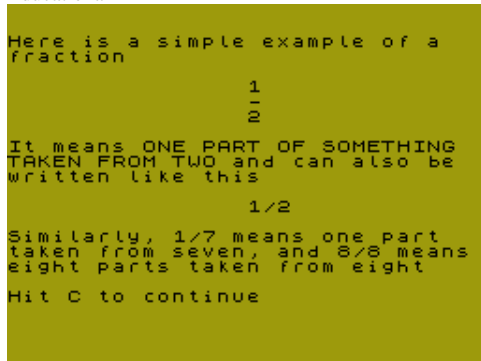 Here is a simple example of a
fraction
1
-
2
It means ONE PART OF SOMETHING
TAKEN FROM TWO and can also be
written like this
1/2
Similarly, 1/7 means one part
taken from seven, and 8/8 means
eight parts taken from eight
Hit C to continue